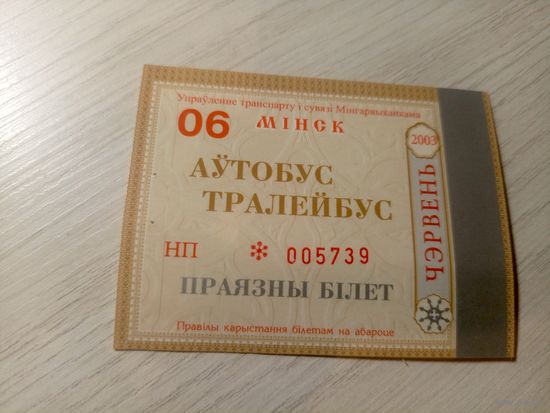 Упраўленне транспарту і сувязі Мінгарвыканкама
06 МІНСК
АЎТОБУС
ТРАЛЕЙБУС
НП * 005739
ПРАЯЗНЫ БІЛЕТ
Правілы карыстання білетам на абароце
2003
ЧЭРВЕНЬ